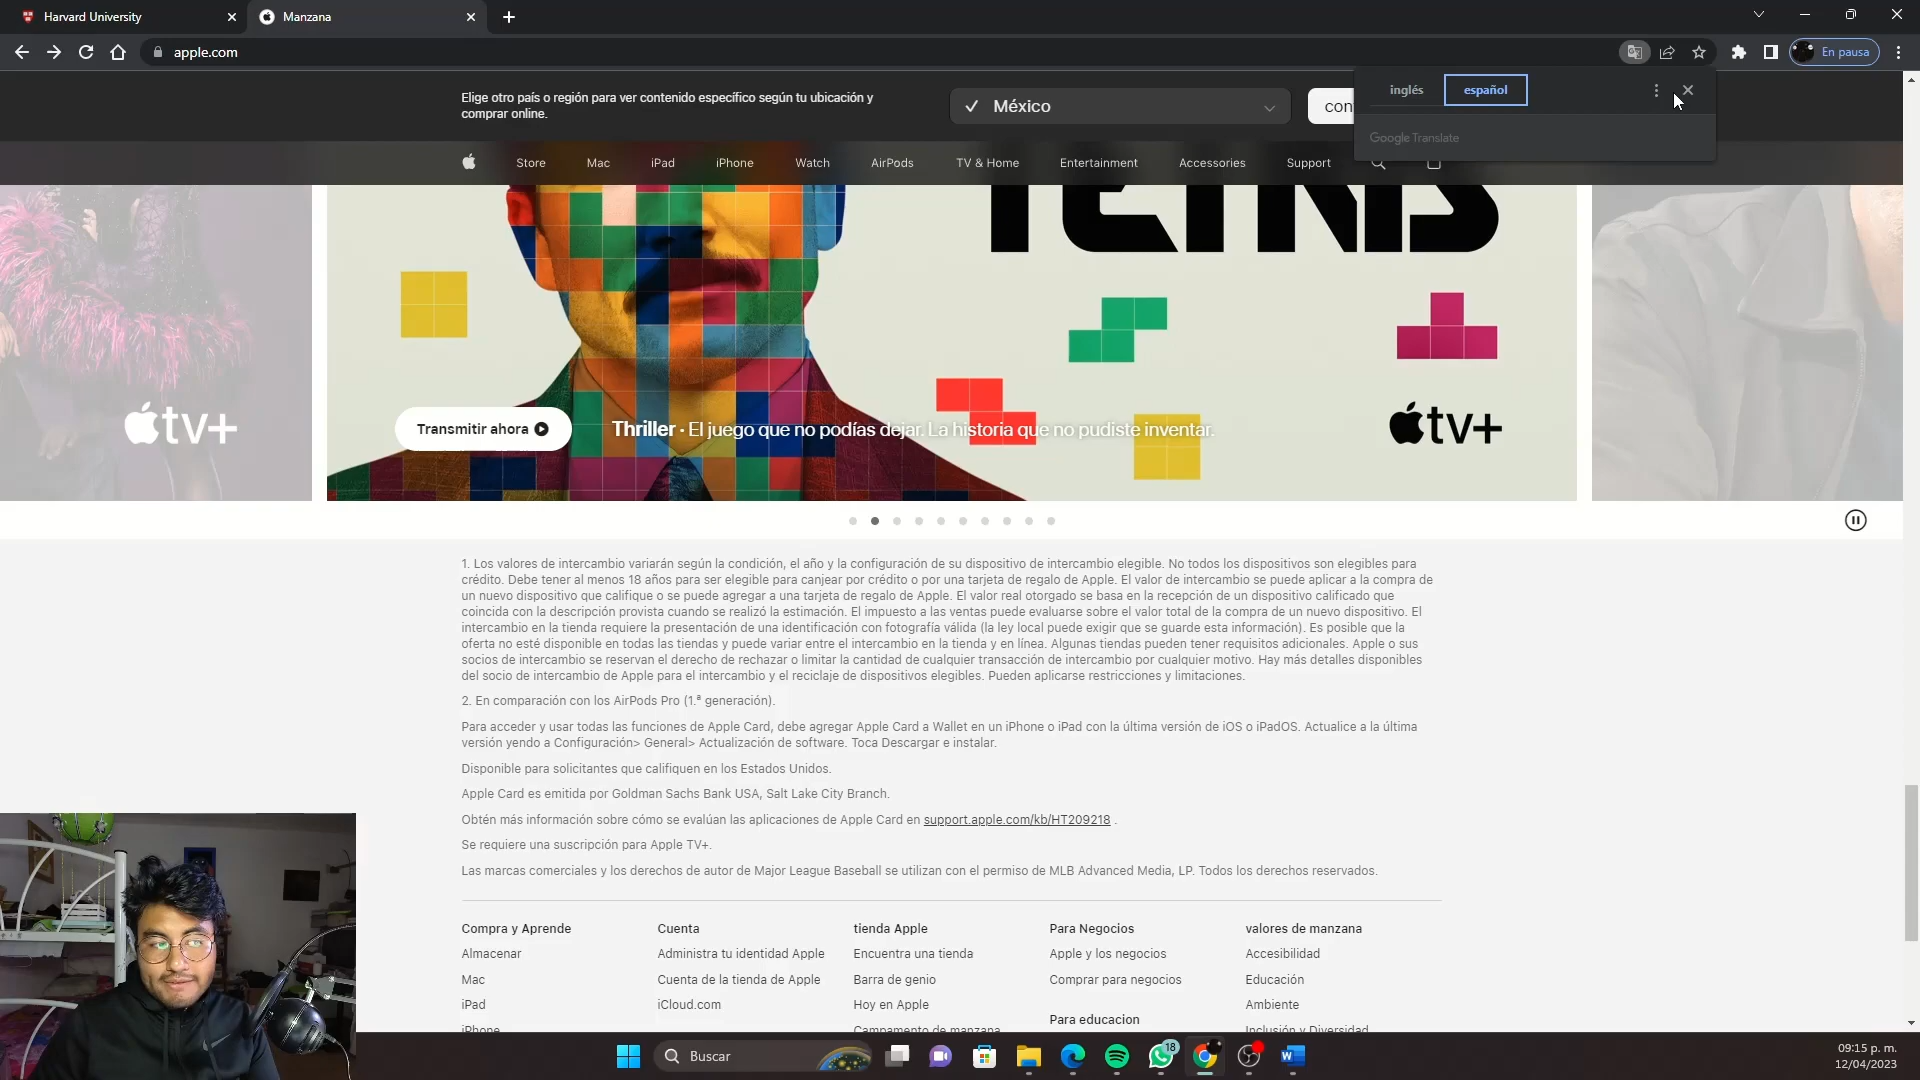 Harvard University
Manzana
apple.com
En pausa
Elige otro país o región para ver contenido específico según tu ubicación y
comprar online.
México
con
inglés
español
Google Translate
Store
Mac
iPad
iPhone
Watch
AirPods
TV & Home
Entertainment
Accessories
Support
TETRIS
tv+
Transmitir ahora
Thriller · El juego que no podías dejar. La historia que no pudiste inventar.
tv+
1. Los valores de intercambio variarán según la condición, el año y la configuración de su dispositivo de intercambio elegible. No todos los dispositivos son elegibles para
crédito. Debe tener al menos 18 años para ser elegible para canjear por crédito o por una tarjeta de regalo de Apple. El valor de intercambio se puede aplicar a la compra de
un nuevo dispositivo que califique o se puede agregar a una tarjeta de regalo de Apple. El valor real otorgado se basa en la recepción de un dispositivo calificado que
coincida con la descripción provista cuando se realizó la estimación. El impuesto a las ventas puede evaluarse sobre el valor total de la compra de un nuevo dispositivo. El
intercambio en la tienda requiere la presentación de una identificación con fotografía válida (la ley local puede exigir que se guarde esta información). Es posible que la
oferta no esté disponible en todas las tiendas y puede variar entre el intercambio en la tienda y en línea. Algunas tiendas pueden tener requisitos adicionales. Apple o sus
socios de intercambio se reservan el derecho de rechazar o limitar la cantidad de cualquier transacción de intercambio por cualquier motivo. Hay más detalles disponibles
del socio de intercambio de Apple para el intercambio y el reciclaje de dispositivos elegibles. Pueden aplicarse restricciones y limitaciones.
2. En comparación con los AirPods Pro (1.ª generación).
Para acceder y usar todas las funciones de Apple Card, debe agregar Apple Card a Wallet en un iPhone o iPad con la última versión de iOS o iPadOS. Actualice a la última
versión yendo a Configuración> General> Actualización de software. Toca Descargar e instalar.
Disponible para solicitantes que califiquen en los Estados Unidos.
Apple Card es emitida por Goldman Sachs Bank USA, Salt Lake City Branch.
Obtén más información sobre cómo se evalúan las aplicaciones de Apple Card en support.apple.com/kb/HT209218 .
Se requiere una suscripción para Apple TV+.
Las marcas comerciales y los derechos de autor de Major League Baseball se utilizan con el permiso de MLB Advanced Media, LP. Todos los derechos reservados.
Compra y Aprende
Almacenar
Mac
iPad
iPhone
Cuenta
Administra tu identidad Apple
Cuenta de la tienda de Apple
iCloud.com
tienda Apple
Encuentra una tienda
Barra de genio
Hoy en Apple
Campamento de manzana
Para Negocios
Apple y los negocios
Comprar para negocios
Para educacion
valores de manzana
Accesibilidad
Educación
Ambiente
Inclusión y Diversidad
Buscar
18
09:15 p. m.
12/04/2023